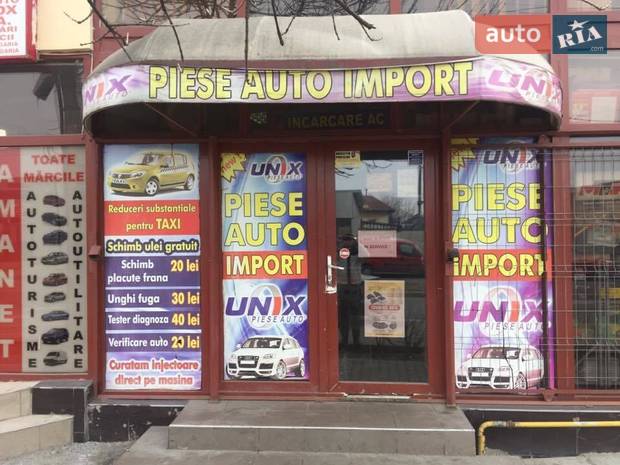 auto RIA
.com
UNIX
PIESE AUTO
PIESE AUTO IMPORT
UNIX
INCARCARE AC
TOATE
MĂRCILE
AUTOTURISME
AUTOUTILITARE
AMANET
Reduceri substantiale
pentru TAXI
Schimb ulei gratuit
Schimb
placute frana 20 lei
Unghi fuga 30 lei
Tester diagnoza 40 lei
Verificare auto 23 lei
Curatam injectoare
direct pe masina
UNIX
PIESE
AUTO
IMPORT
UNIX
PIESE AUTO
UNIX
PIESE
AUTO
IMPORT
UNIX
PIESE AUTO